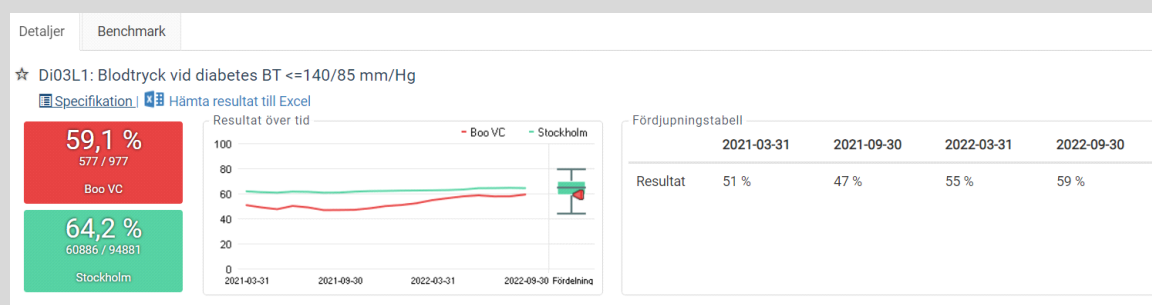 Detaljer
Benchmark
Di03L1: Blodtryck vid diabetes BT <=140/85 mm/Hg
Specifikation | Hämta resultat till Excel
59,1 %
577 / 977
Boo VC
64,2 %
60886 / 94881
Stockholm
Resultat över tid
Boo VC Stockholm
100
80
60
40
20
0
2021-03-31 2021-09-30 2022-03-31 2022-09-30 Fördelning
Fördjupningstabell
2021-03-31 2021-09-30 2022-03-31 2022-09-30
Resultat 51 % 47 % 55 % 59 %